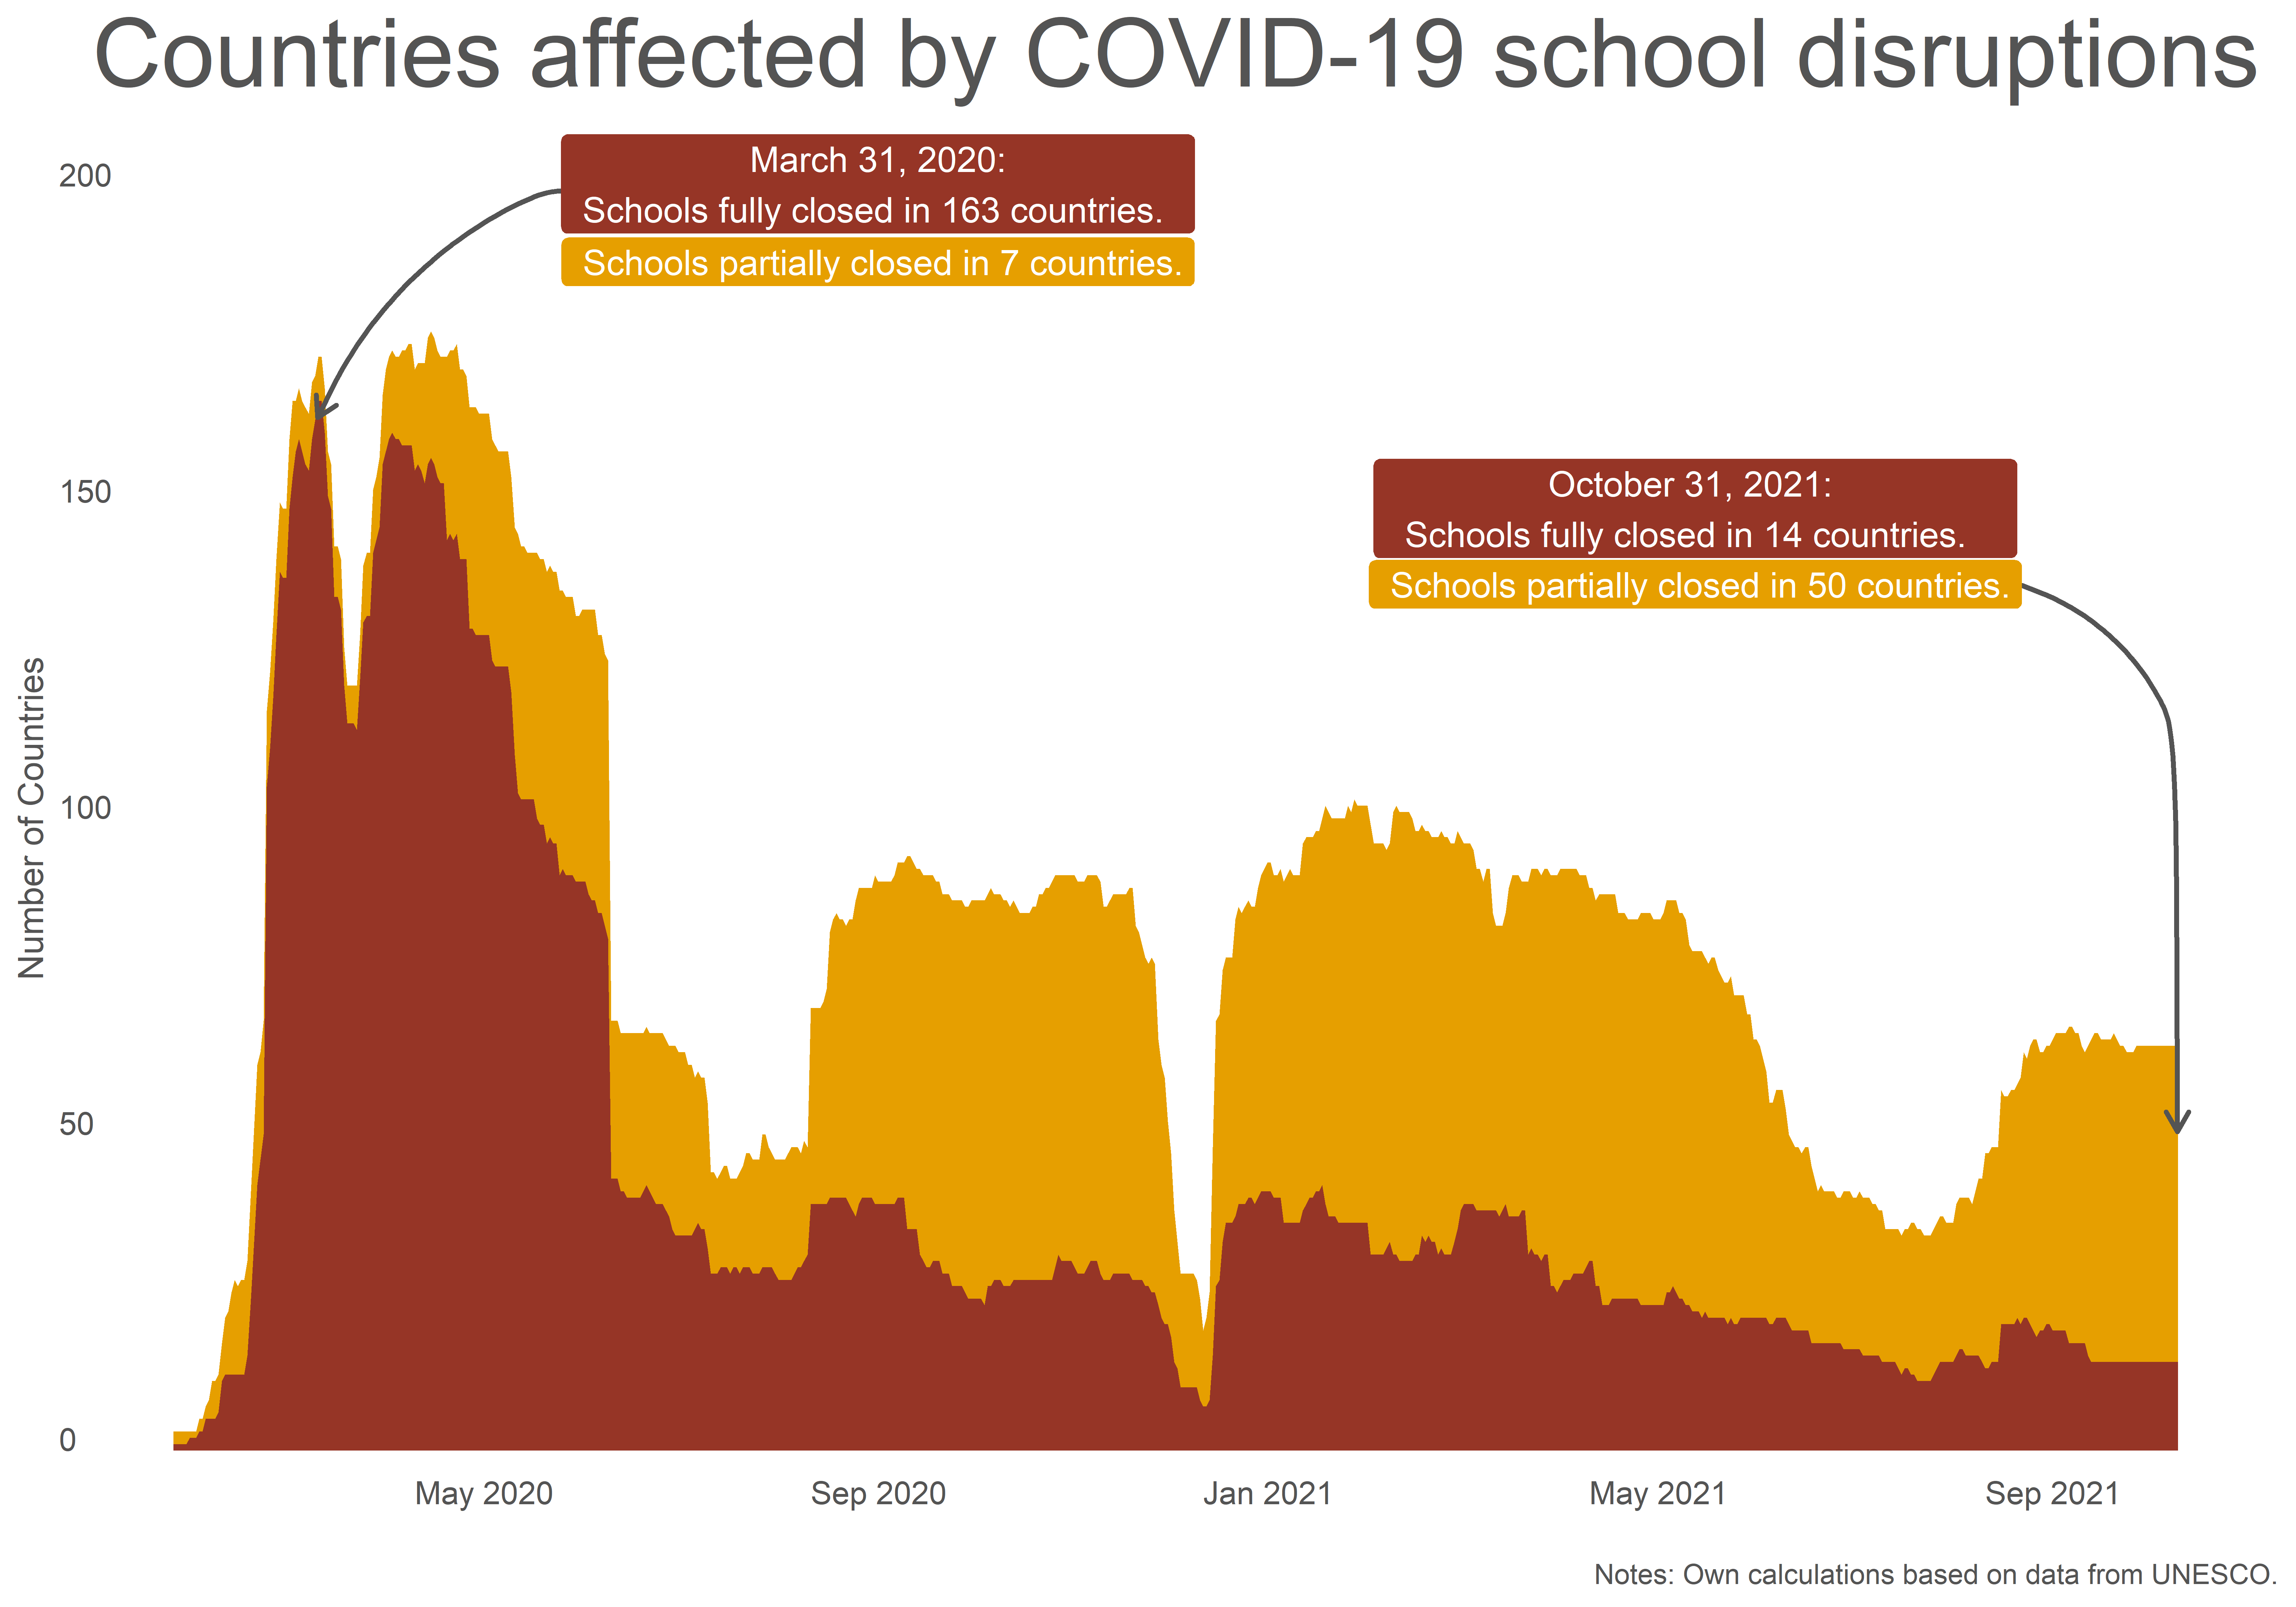 Countries affected by COVID-19 school disruptions
March 31, 2020:
Schools fully closed in 163 countries.
Schools partially closed in 7 countries.
October 31, 2021:
Schools fully closed in 14 countries.
Schools partially closed in 50 countries.
Number of Countries
200
150
100
50
0
May 2020 Sep 2020 Jan 2021 May 2021 Sep 2021
Notes: Own calculations based on data from UNESCO.